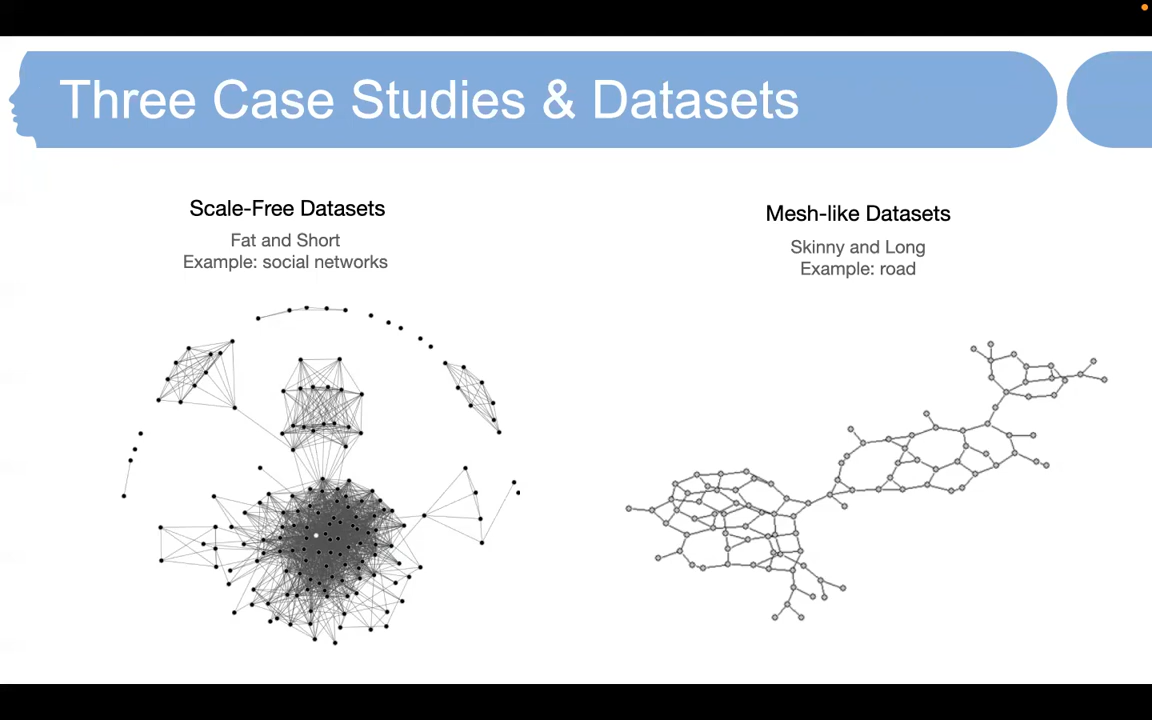 Three Case Studies & Datasets
Scale-Free Datasets
Fat and Short
Example: social networks
Mesh-like Datasets
Skinny and Long
Example: road